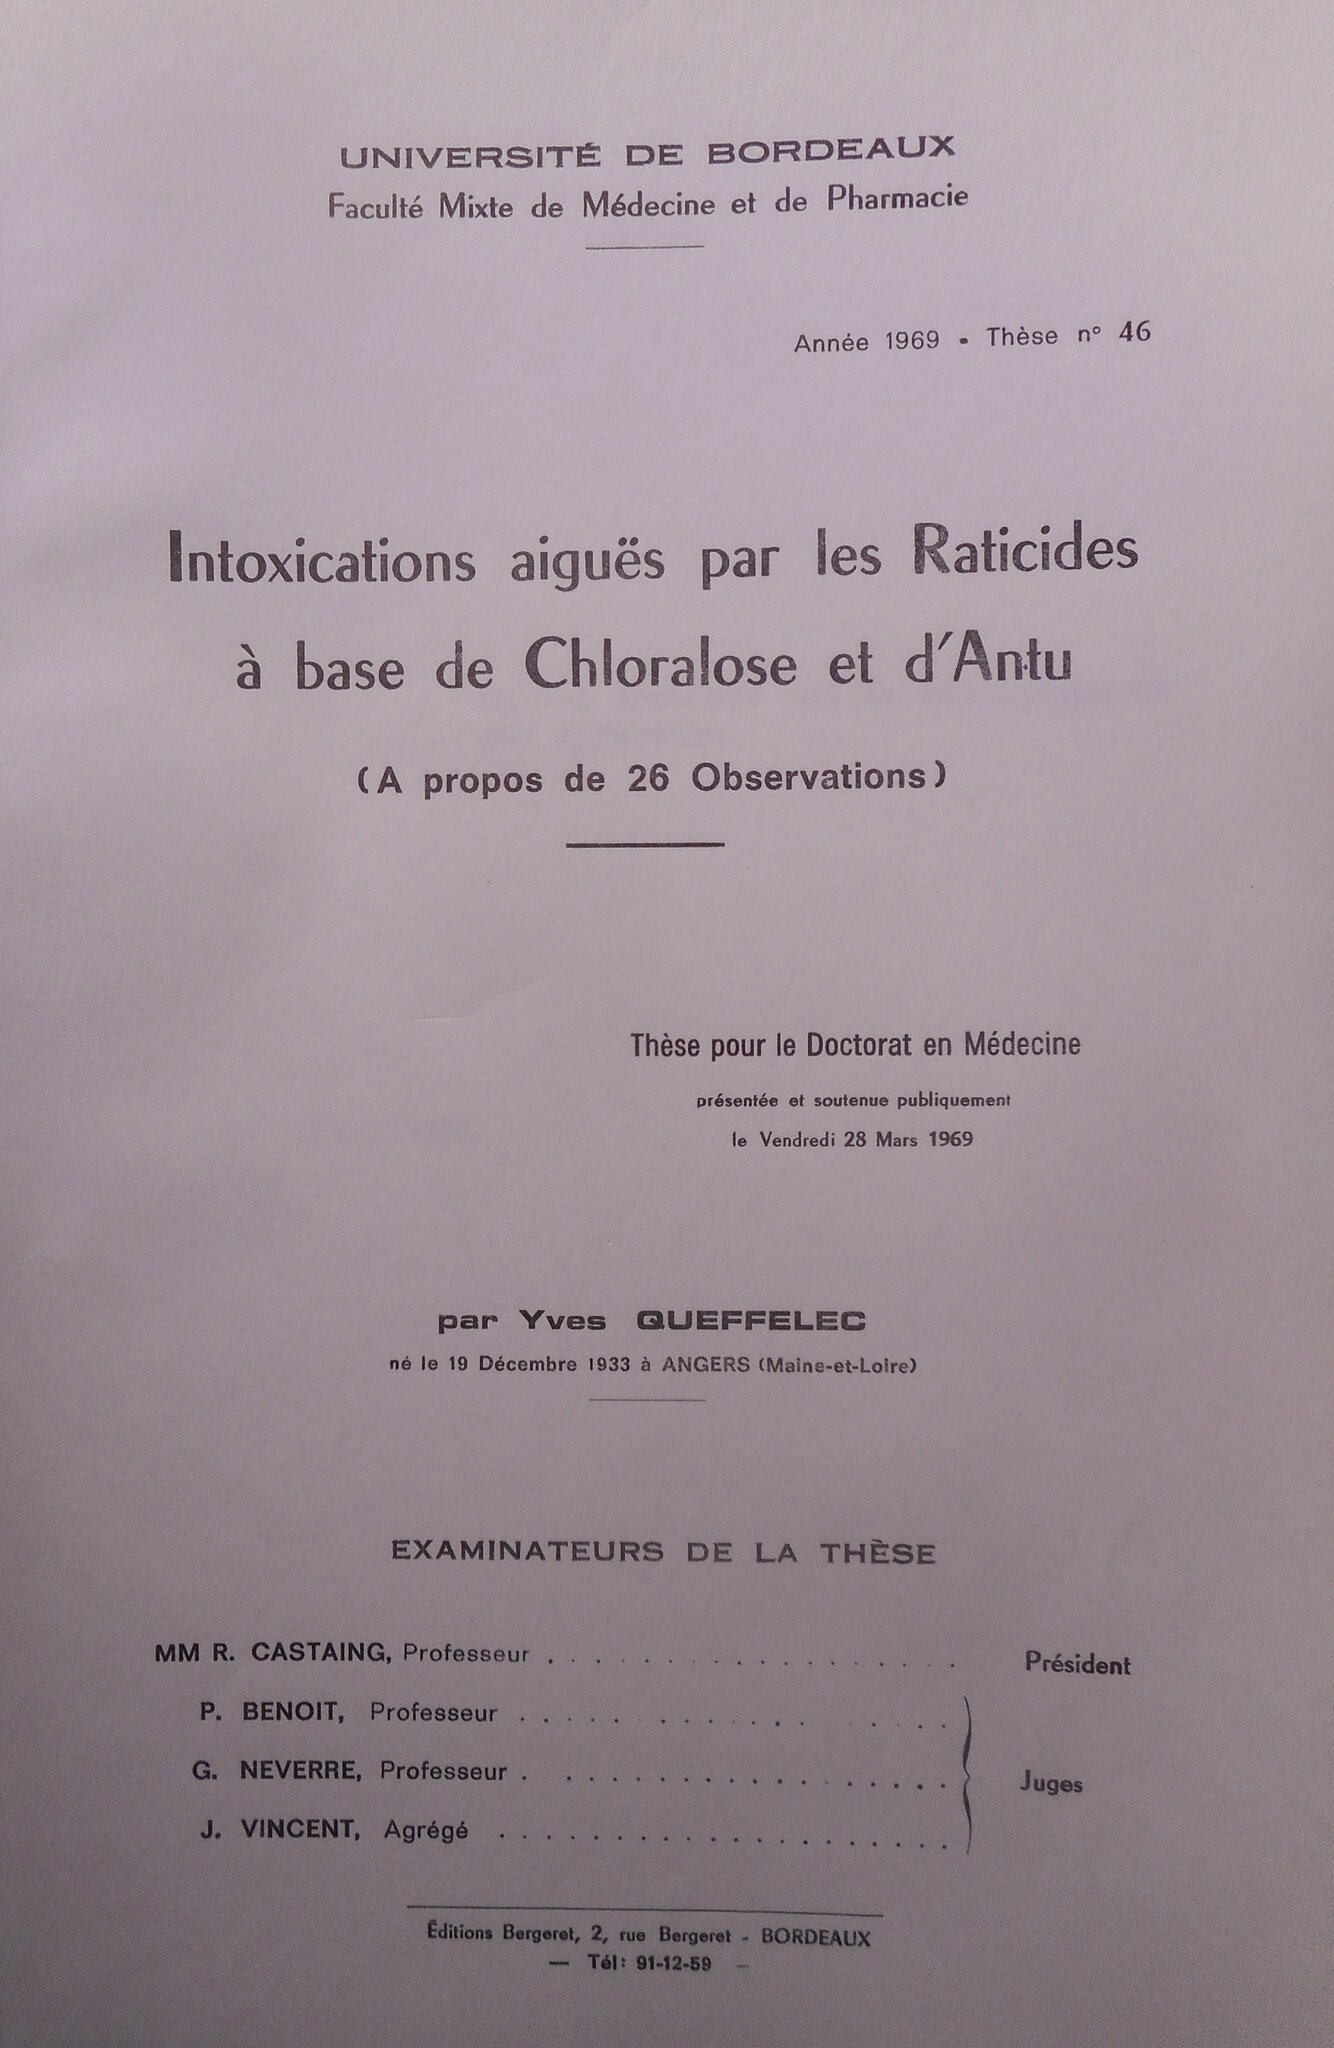 UNIVERSITÉ DE BORDEAUX
Faculté Mixte de Médecine et de Pharmacie
Année 1969 - Thèse n° 46
Intoxications aiguës par les Raticides
à base de Chloralose et d'Antu
(A propos de 26 Observations)
Thèse pour le Doctorat en Médecine
présentée et soutenue publiquement
le Vendredi 28 Mars 1969
par Yves QUEFFELEC
né le 19 Décembre 1933 à ANGERS (Maine-et-Loire)
EXAMINATEURS DE LA THÈSE
MM R. CASTAING, Professeur . . . . . . . . . . . . . . . . . . Président
P. BENOIT, Professeur . . . . . . . . . . . . . . . . .
G. NEVERRE, Professeur . . . . . . . . . . . . . . . . . . Juges
J. VINCENT, Agrégé . . . . . . . . . . . . . . . . . . . .
Éditions Bergeret, 2, rue Bergeret - BORDEAUX
— Tél: 91-12-59 —